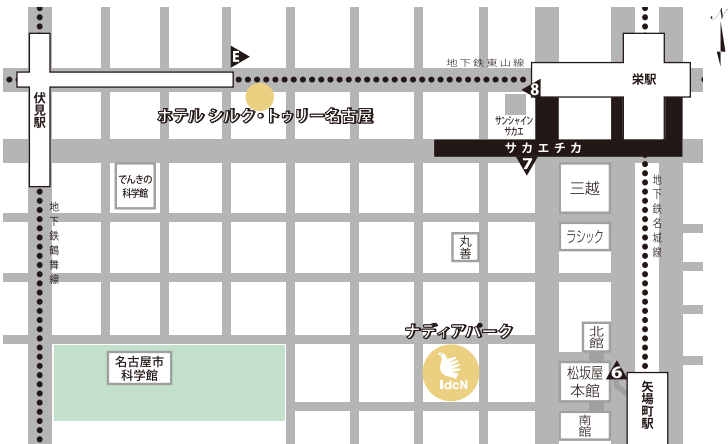 N
E
地下鉄東山線
栄駅
8
伏見駅
ホテル シルク・トゥリー名古屋
サンシャイン
サカエ
サカエチカ
7
でんきの
科学館
三越
地下鉄名城線
地下鉄鶴舞線
丸善
ラシック
ナディアパーク
北館
名古屋市
科学館
IdcN
松坂屋
本館
6
矢場町駅
南館